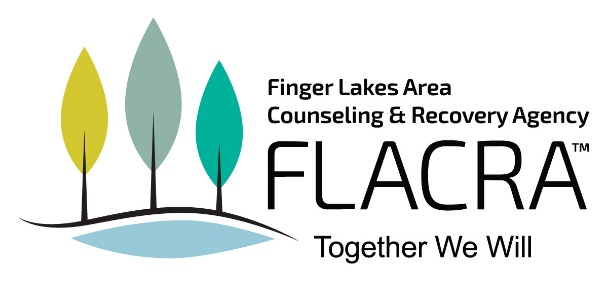 Finger Lakes Area
Counseling & Recovery Agency
FLACRA™
Together We Will